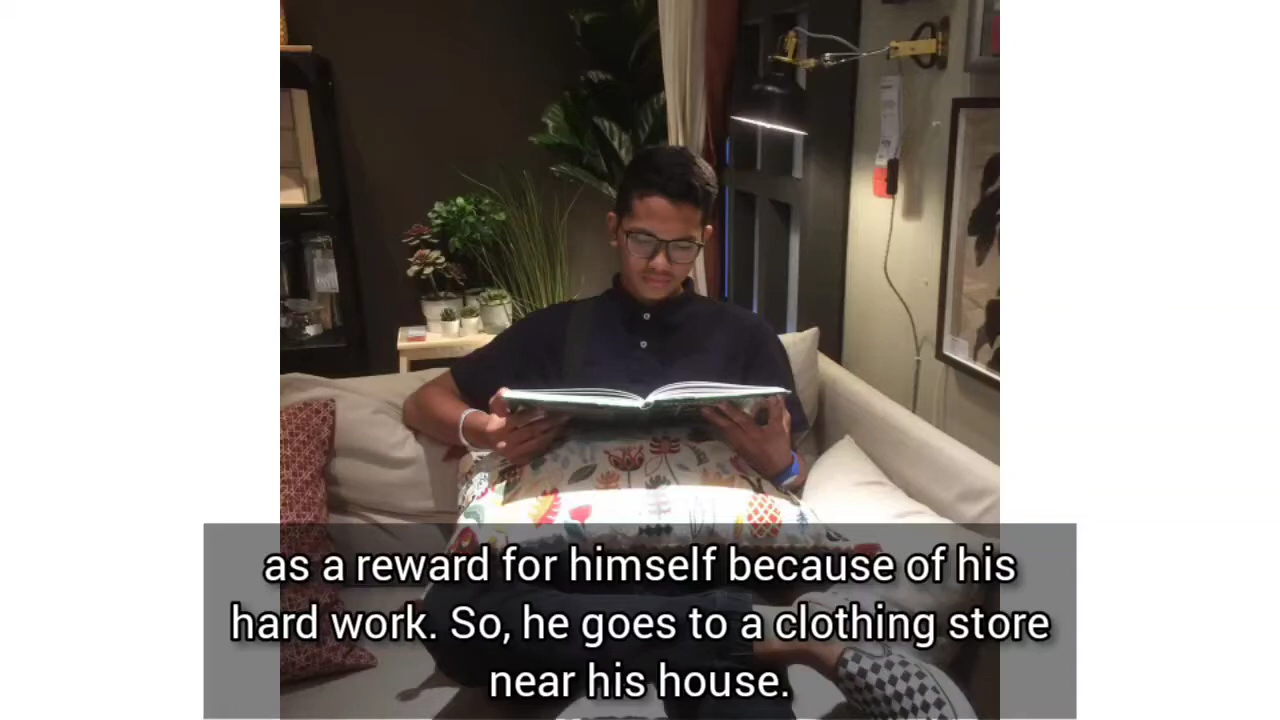 as a reward for himself because of his
hard work. So, he goes to a clothing store
near his house.